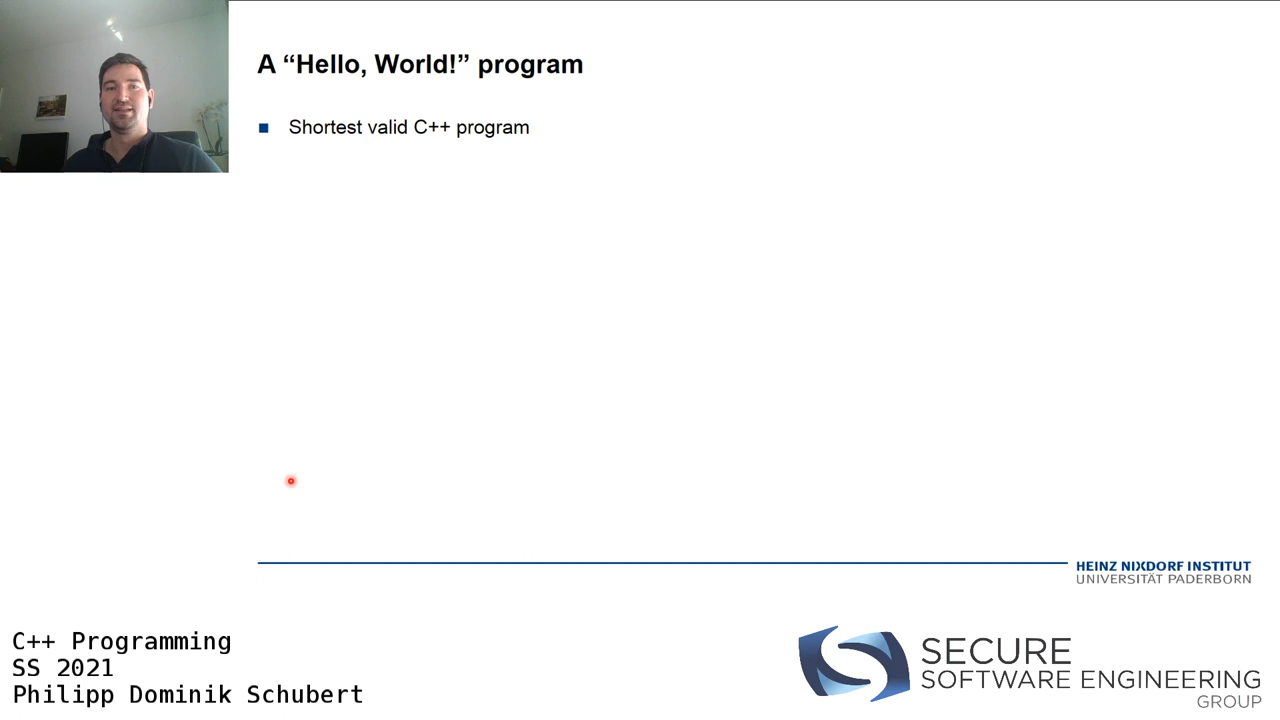 A “Hello, World!” program
Shortest valid C++ program
HEINZ NIXDORF INSTITUT
UNIVERSITÄT PADERBORN
C++ Programming
SS 2021
Philipp Dominik Schubert
SECURE
SOFTWARE ENGINEERING
GROUP